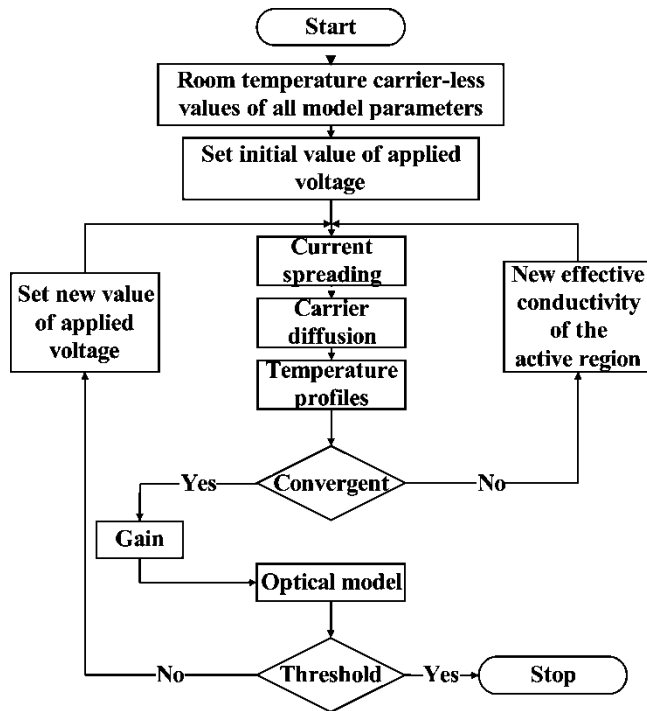 Start
Room temperature carrier-less
values of all model parameters
Set initial value of applied
voltage
Current
spreading
Set new value
of applied
voltage
New effective
conductivity
of the
active region
Carrier
diffusion
Temperature
profiles
Yes
Convergent
No
Gain
Optical model
No
Threshold
Yes
Stop